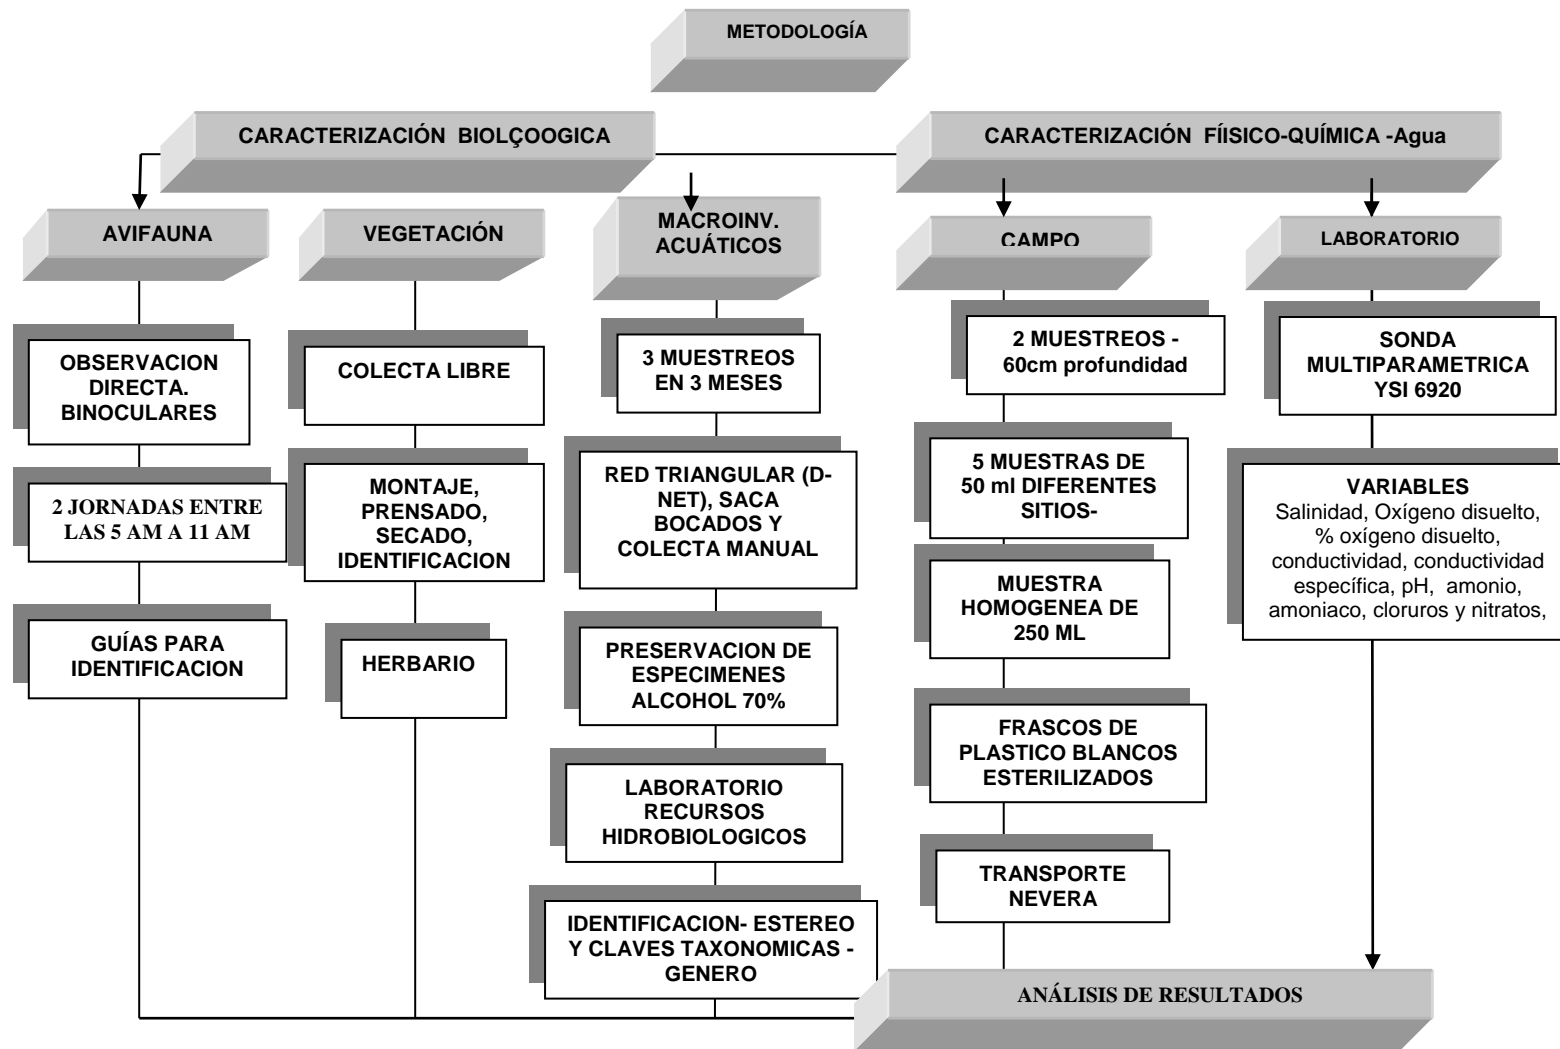 METODOLOGÍA
CARACTERIZACIÓN BIOLÇOOGICA
CARACTERIZACIÓN FÍISICO-QUÍMICA -Agua
AVIFAUNA
OBSERVACION
DIRECTA.
BINOCULARES
2 JORNADAS ENTRE
LAS 5 AM A 11 AM
GUÍAS PARA
IDENTIFICACION
VEGETACIÓN
COLECTA LIBRE
MONTAJE,
PRENSADO,
SECADO,
IDENTIFICACION
HERBARIO
MACROINV.
ACUÁTICOS
3 MUESTREOS
EN 3 MESES
RED TRIANGULAR (D-
NET), SACA
BOCADOS Y
COLECTA MANUAL
PRESERVACION DE
ESPECIMENES
ALCOHOL 70%
LABORATORIO
RECURSOS
HIDROBIOLOGICOS
IDENTIFICACION- ESTEREO
Y CLAVES TAXONOMICAS -
GENERO
CAMPO
2 MUESTREOS -
60cm profundidad
5 MUESTRAS DE
50 ml DIFERENTES
SITIOS-
MUESTRA
HOMOGENEA DE
250 ML
FRASCOS DE
PLASTICO BLANCOS
ESTERILIZADOS
TRANSPORTE
NEVERA
LABORATORIO
SONDA
MULTIPARAMETRICA
YSI 6920
VARIABLES
Salinidad, Oxígeno disuelto,
% oxígeno disuelto,
conductividad, conductividad
específica, pH, amonio,
amoniaco, cloruros y nitratos,
ANÁLISIS DE RESULTADOS